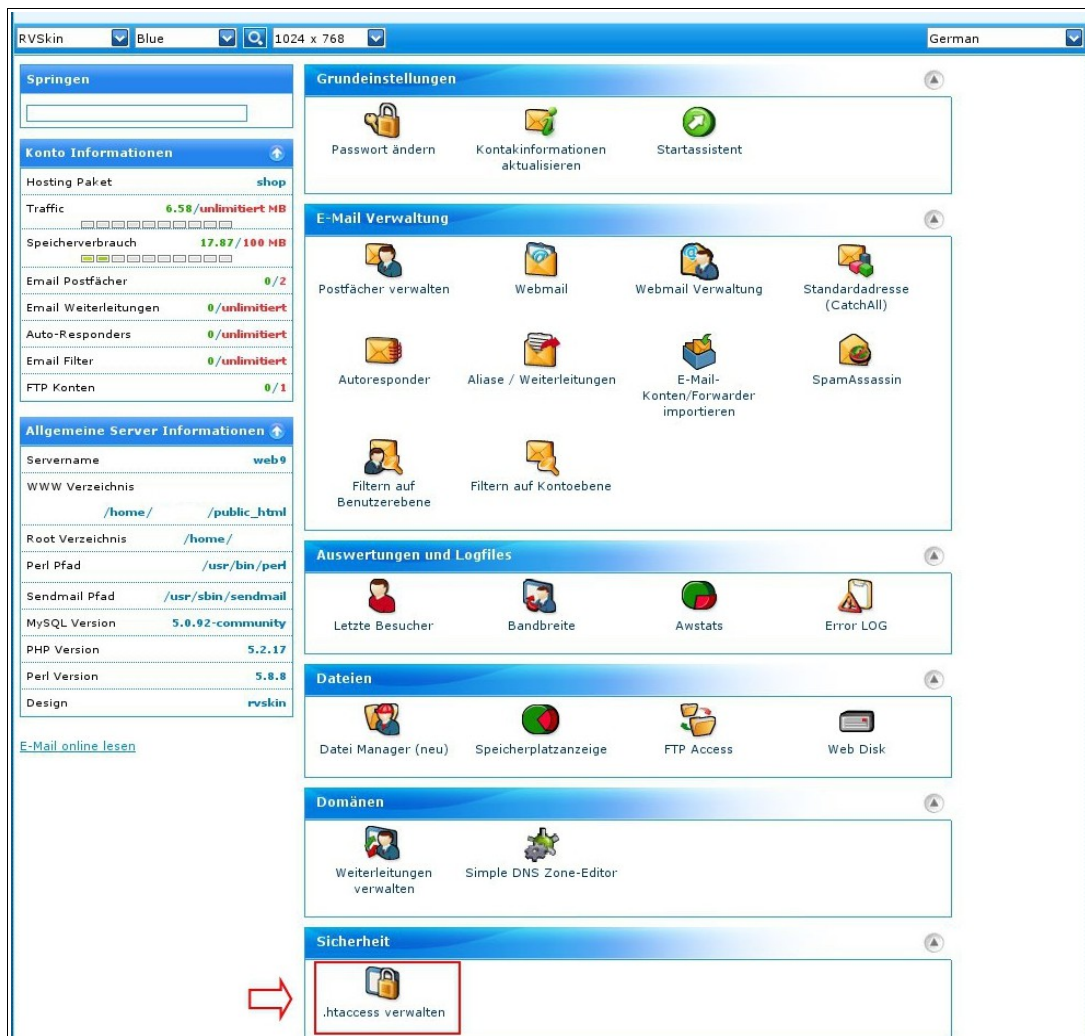 RVSkin Blue 1024 x 768 German
Springen
Konto Informationen
Hosting Paket shop
Traffic 6.58/unlimitiert MB
Speicherverbrauch 17.87/100 MB
Email Postfächer 0/2
Email Weiterleitungen 0/unlimitiert
Auto-Responders 0/unlimitiert
Email Filter 0/unlimitiert
FTP Konten 0/1
Allgemeine Server Informationen
Servername web9
WWW Verzeichnis
/home/ /public_html
Root Verzeichnis /home/
Perl Pfad /usr/bin/perl
Sendmail Pfad /usr/sbin/sendmail
MySQL Version 5.0.92-community
PHP Version 5.2.17
Perl Version 5.8.8
Design rvskin
E-Mail online lesen
Grundeinstellungen
Passwort ändern
Kontakinformationen
aktualisieren
Startassistent
E-Mail Verwaltung
Postfächer verwalten
Webmail
Webmail Verwaltung
Standardadresse
(CatchAll)
Autoresponder
Aliase / Weiterleitungen
E-Mail-
Konten/Forwarder
importieren
SpamAssassin
Filtern auf
Benutzerebene
Filtern auf Kontoebene
Auswertungen und Logfiles
Letzte Besucher
Bandbreite
Awstats
Error LOG
Dateien
Datei Manager (neu)
Speicherplatzanzeige
FTP Access
Web Disk
Domänen
Weiterleitungen
verwalten
Simple DNS Zone-Editor
Sicherheit
.htaccess verwalten